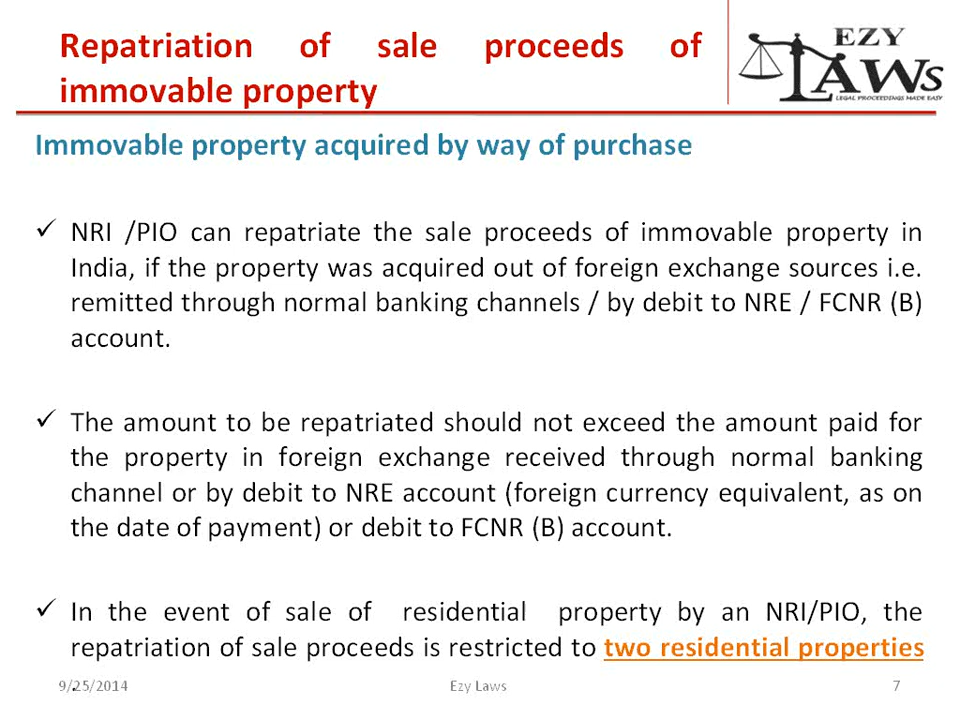 Repatriation of sale proceeds of
immovable property
EZY
LAWs
LEGAL PROCEEDINGS MADE EASY
Immovable property acquired by way of purchase
✓ NRI /PIO can repatriate the sale proceeds of immovable property in
India, if the property was acquired out of foreign exchange sources i.e.
remitted through normal banking channels / by debit to NRE / FCNR (B)
account.
✓ The amount to be repatriated should not exceed the amount paid for
the property in foreign exchange received through normal banking
channel or by debit to NRE account (foreign currency equivalent, as on
the date of payment) or debit to FCNR (B) account.
✓ In the event of sale of residential property by an NRI/PIO, the
repatriation of sale proceeds is restricted to two residential properties
.
9/25/2014 Ezy Laws 7